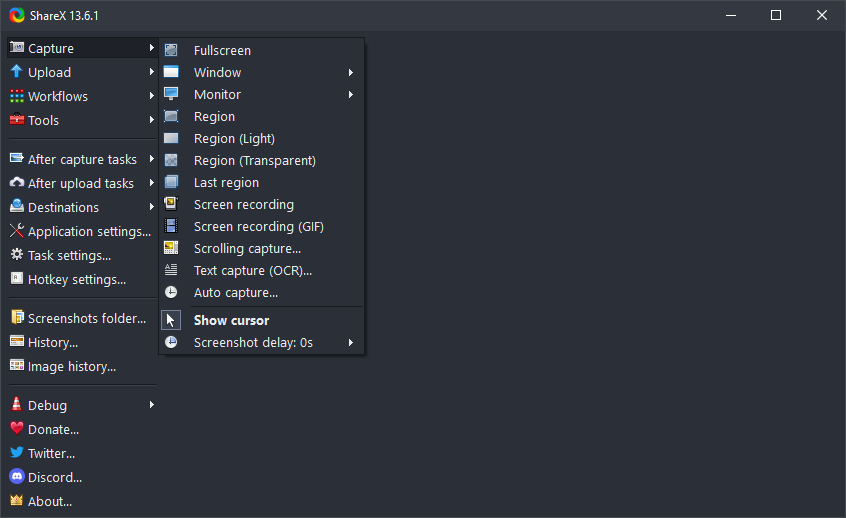 ShareX 13.6.1
Capture
Upload
Workflows
Tools
After capture tasks
After upload tasks
Destinations
Application settings...
Task settings...
Hotkey settings...
Screenshots folder...
History...
Image history...
Debug
Donate...
Twitter...
Discord...
About...
Fullscreen
Window
Monitor
Region
Region (Light)
Region (Transparent)
Last region
Screen recording
Screen recording (GIF)
Scrolling capture...
Text capture (OCR)...
Auto capture...
Show cursor
Screenshot delay: 0s